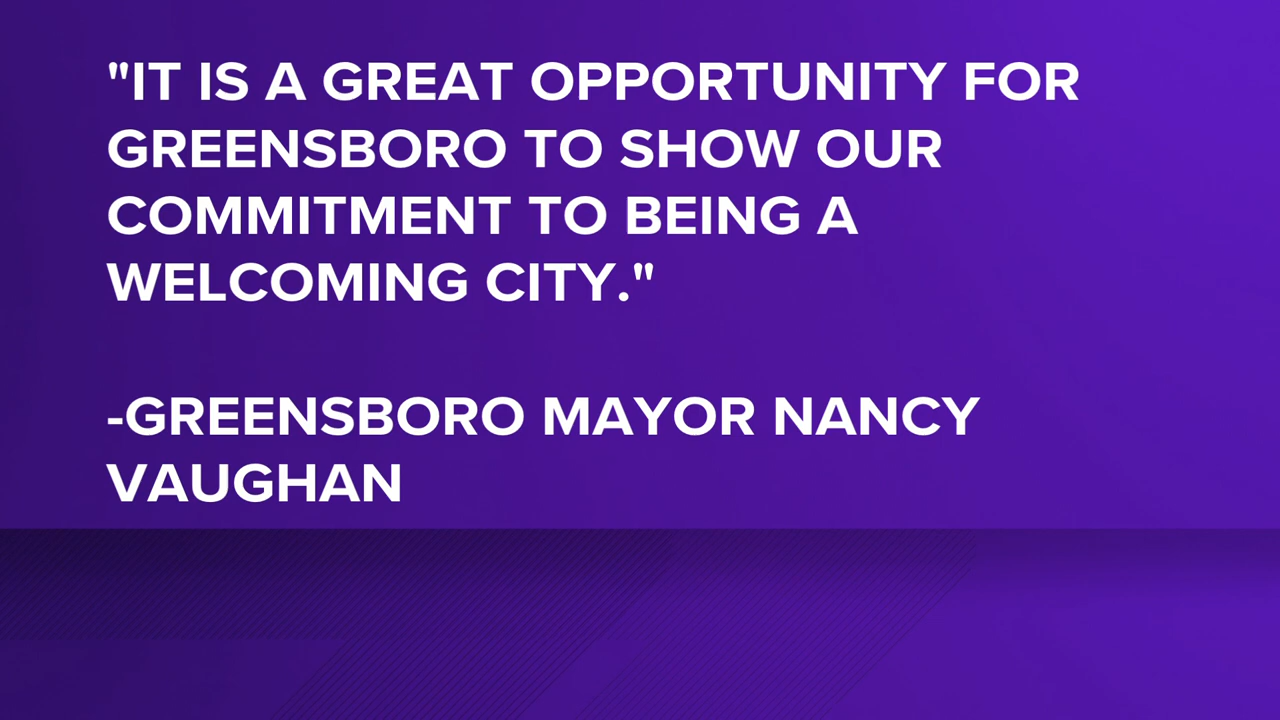 "IT IS A GREAT OPPORTUNITY FOR
GREENSBORO TO SHOW OUR
COMMITMENT TO BEING A
WELCOMING CITY."
-GREENSBORO MAYOR NANCY
VAUGHAN